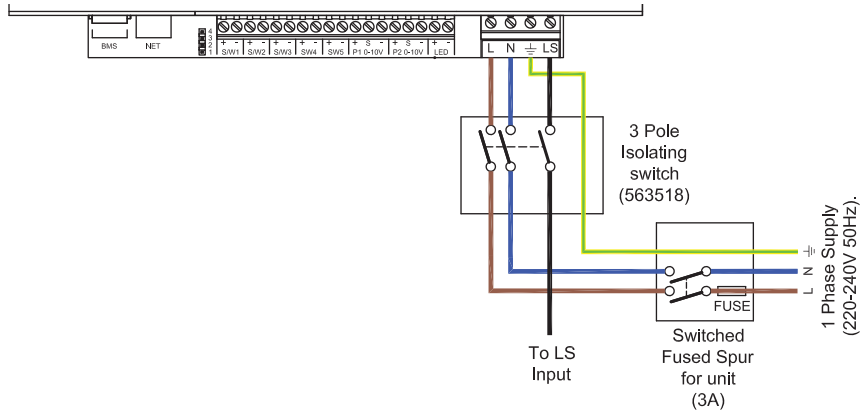 BMS
NET
4
3
2
1
+ - + - + - + - + - + S - + S - + -
S/W1 S/W2 S/W3 SW4 SW5 P1 0-10V P2 0-10V LED
L N LS
3 Pole
Isolating
switch
(563518)
1 Phase Supply
(220-240V 50Hz).
N
L
FUSE
Switched
Fused Spur
for unit
(3A)
To LS
Input